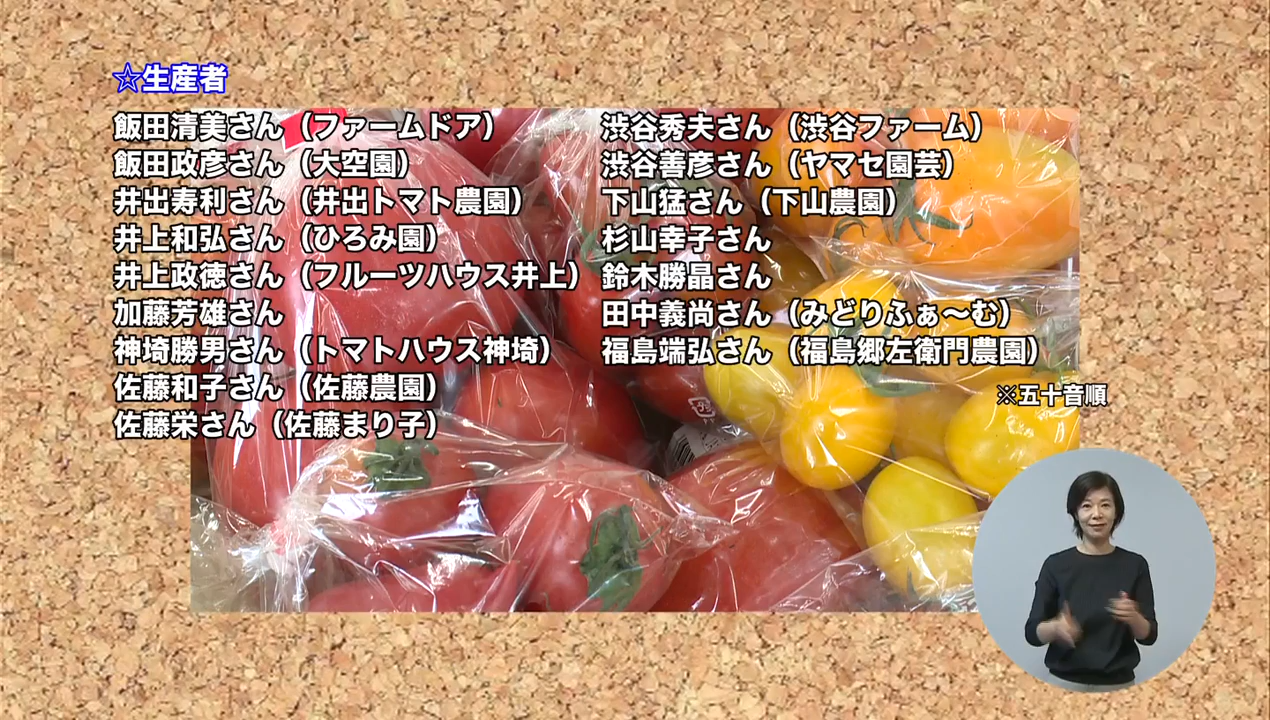 ☆生産者
飯田清美さん（ファームドア）
飯田政彦さん（大空園）
井出寿利さん（井出トマト農園）
井上和弘さん（ひろみ園）
井上政徳さん（フルーツハウス井上）
加藤芳雄さん
神埼勝男さん（トマトハウス神埼）
佐藤和子さん（佐藤農園）
佐藤栄さん（佐藤まり子）
渋谷秀夫さん（渋谷ファーム）
渋谷善彦さん（ヤマセ園芸）
下山猛さん（下山農園）
杉山幸子さん
鈴木勝晶さん
田中義尚さん（みどりふぁ～む）
福島端弘さん（福島郷左衛門農園）
※五十音順